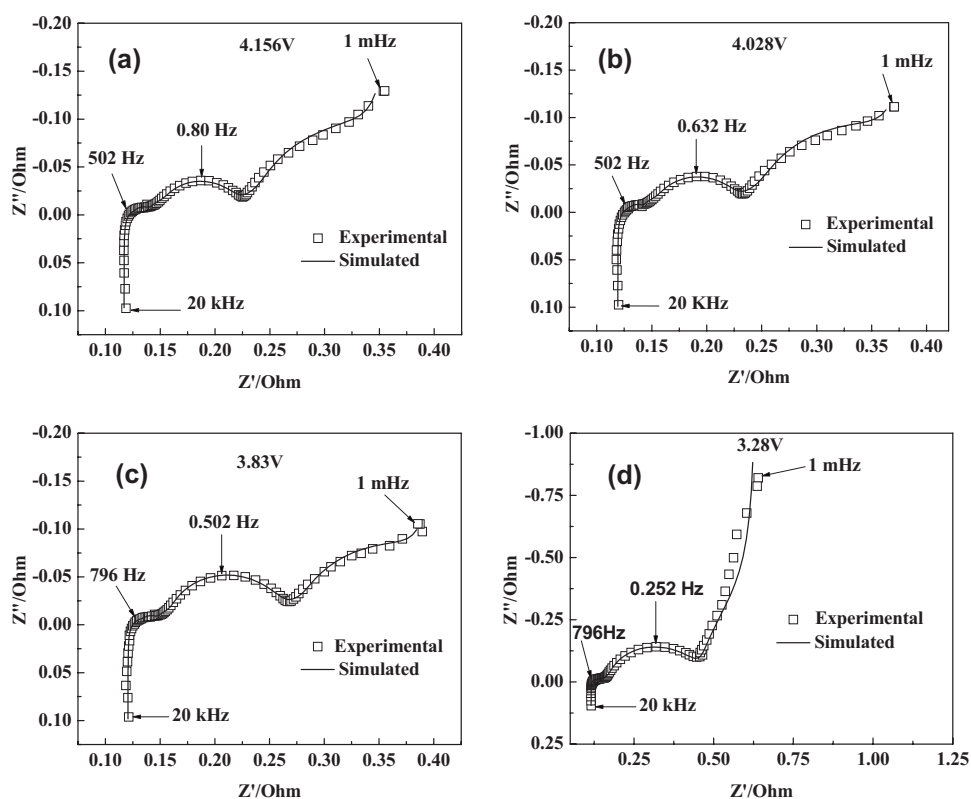 (a)
4.156V
1 mHz
0.80 Hz
502 Hz
20 kHz
Experimental
Simulated
-0.20
-0.15
-0.10
-0.05
0.00
0.05
0.10
Z''/Ohm
0.10 0.15 0.20 0.25 0.30 0.35 0.40
Z'/Ohm
(b)
4.028V
1 mHz
0.632 Hz
502 Hz
20 KHz
Experimental
Simulated
-0.20
-0.15
-0.10
-0.05
0.00
0.05
0.10
Z''/Ohm
0.10 0.15 0.20 0.25 0.30 0.35 0.40
Z'/Ohm
(c)
3.83V
1 mHz
0.502 Hz
796 Hz
20 kHz
Experimental
Simulated
-0.20
-0.15
-0.10
-0.05
0.00
0.05
0.10
Z''/Ohm
0.10 0.15 0.20 0.25 0.30 0.35 0.40
Z'/Ohm
(d)
3.28V
1 mHz
0.252 Hz
796Hz
20 kHz
Experimental
Simulated
-1.00
-0.75
-0.50
-0.25
0.00
0.25
Z''/Ohm
0.25 0.50 0.75 1.00 1.25
Z'/Ohm